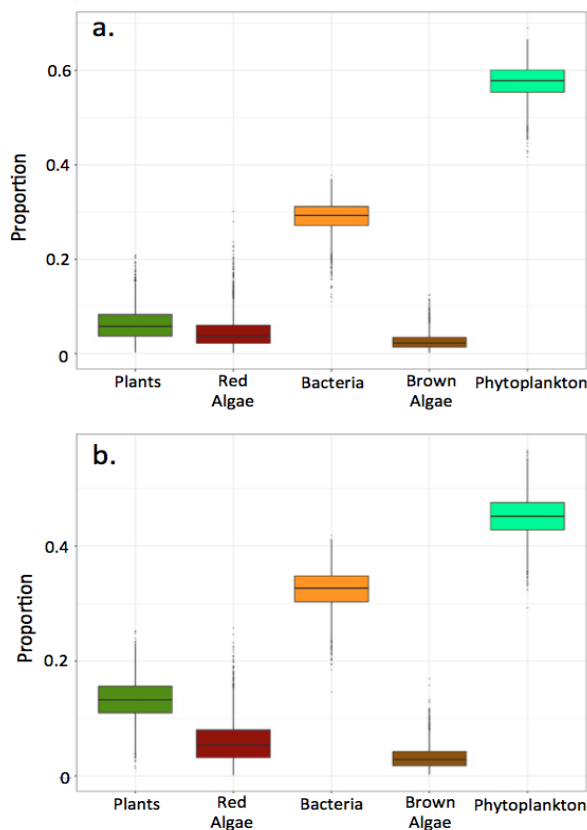 a.
0.6
0.4
0.2
0
Proportion
Plants
Red
Algae
Bacteria
Brown
Algae
Phytoplankton
b.
0.4
0.2
0
Proportion
Plants
Red
Algae
Bacteria
Brown
Algae
Phytoplankton